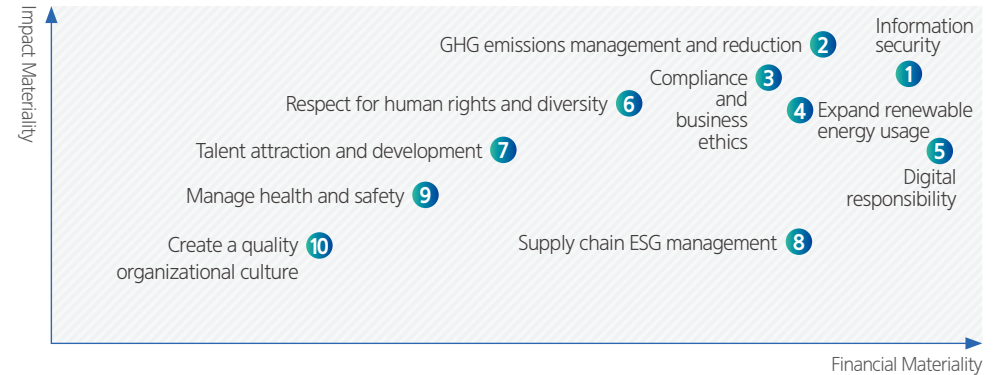 Impact Materiality
Information
security
1
GHG emissions management and reduction 2
Compliance
and
business
ethics
3
4 Expand renewable
energy usage
Respect for human rights and diversity 6
5
Digital
responsibility
Talent attraction and development 7
Manage health and safety 9
Supply chain ESG management 8
Create a quality
organizational culture
10
Financial Materiality